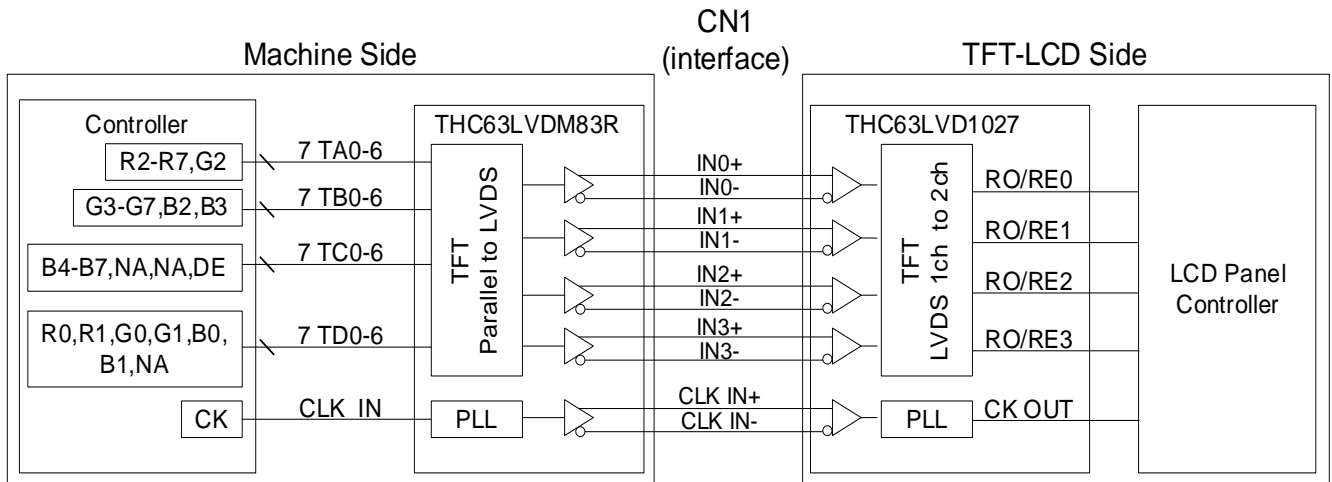 CN1
(interface)
Machine Side
TFT-LCD Side
Controller
R2-R7,G2
G3-G7,B2,B3
B4-B7,NA,NA,DE
R0,R1,G0,G1,B0,
B1,NA
CK
7 TA0-6
7 TB0-6
7 TC0-6
7 TD0-6
CLK IN
THC63LVDM83R
TFT
Parallel to LVDS
PLL
IN0+
IN0-
IN1+
IN1-
IN2+
IN2-
IN3+
IN3-
CLK IN+
CLK IN-
THC63LVD1027
TFT
LVDS 1ch to 2ch
PLL
RO/RE0
RO/RE1
RO/RE2
RO/RE3
CK OUT
LCD Panel
Controller